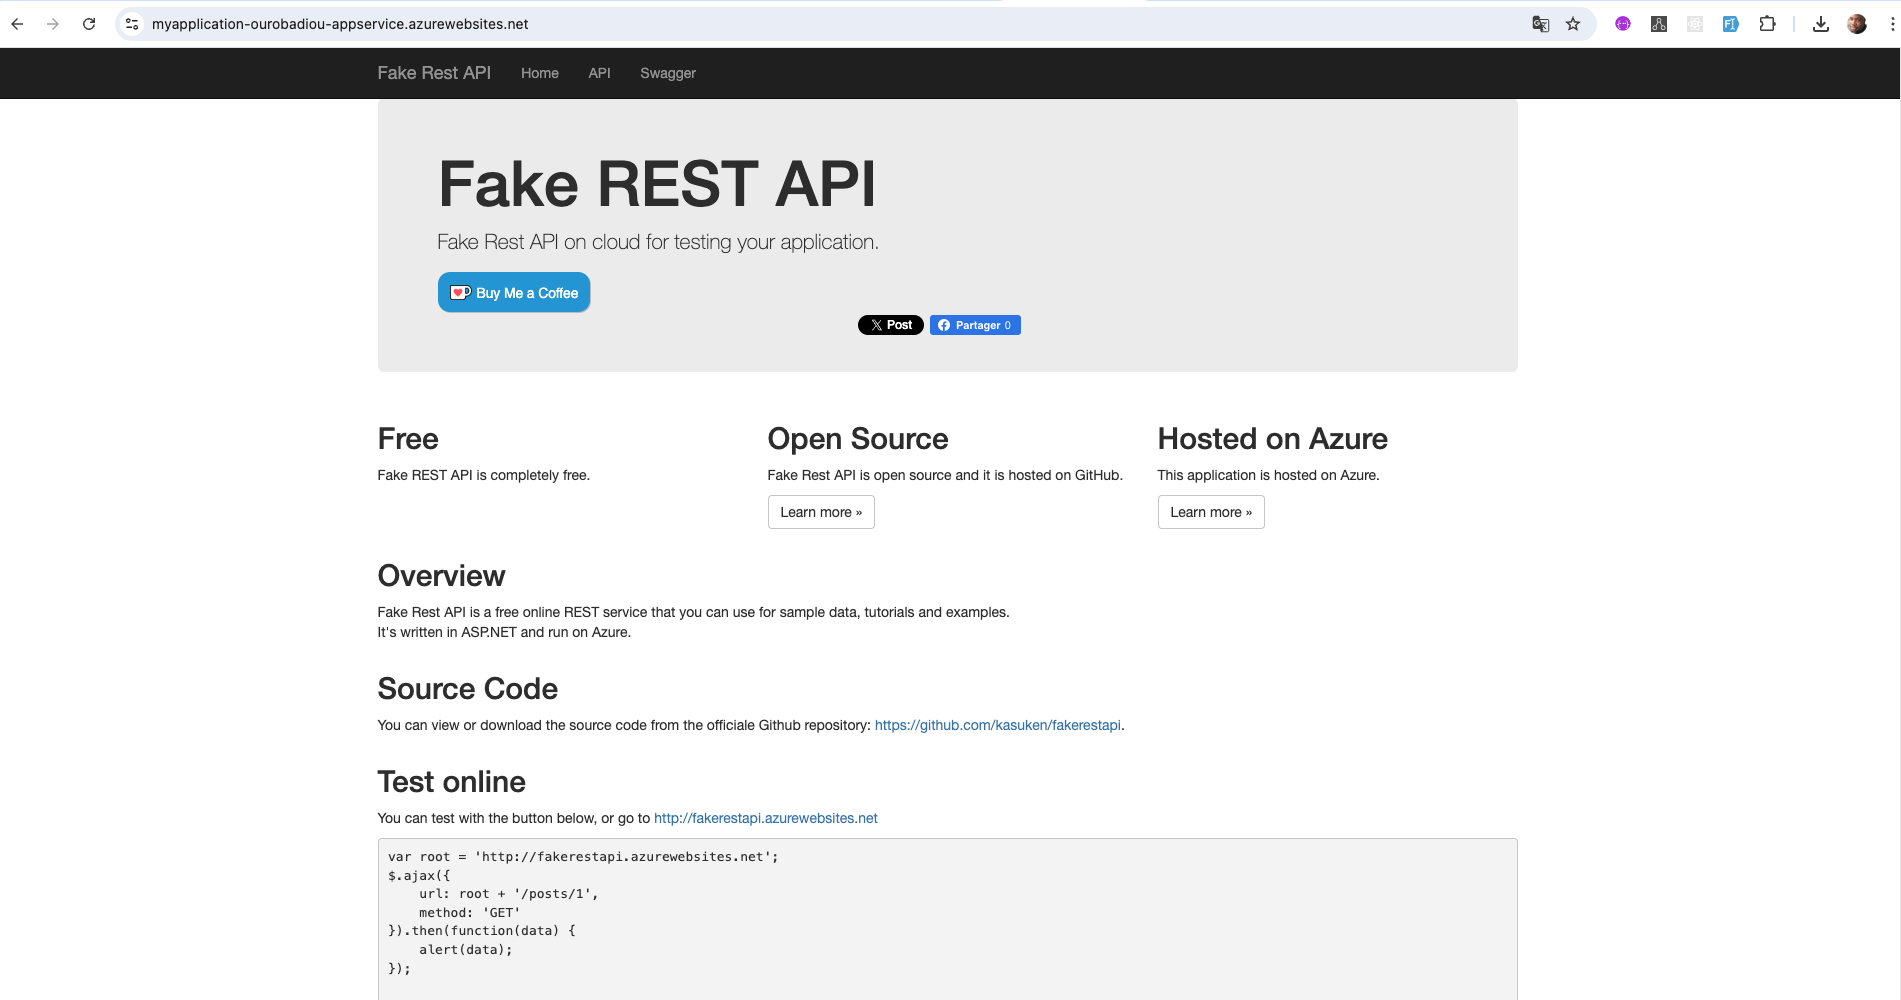 myapplication-ourobadiou-appservice.azurewebsites.net
Fake Rest API Home API Swagger
Fake REST API
Fake Rest API on cloud for testing your application.
Buy Me a Coffee
Post Partager 0
Free
Fake REST API is completely free.
Open Source
Fake Rest API is open source and it is hosted on GitHub.
Learn more »
Hosted on Azure
This application is hosted on Azure.
Learn more »
Overview
Fake Rest API is a free online REST service that you can use for sample data, tutorials and examples.
It's written in ASP.NET and run on Azure.
Source Code
You can view or download the source code from the officiale Github repository: https://github.com/kasuken/fakerestapi.
Test online
You can test with the button below, or go to http://fakerestapi.azurewebsites.net
var root = 'http://fakerestapi.azurewebsites.net';
$.ajax({
    url: root + '/posts/1',
    method: 'GET'
}).then(function(data) {
    alert(data);
});